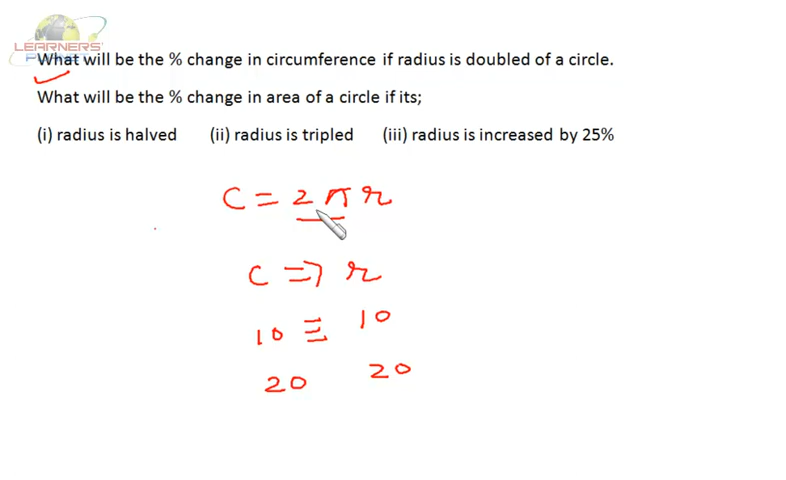 LEARNERS'
PLANET
What will be the % change in circumference if radius is doubled of a circle.
What will be the % change in area of a circle if its;
(i) radius is halved (ii) radius is tripled (iii) radius is increased by 25%
C = 2πr
C ⇒ r
10 ≡ 10
20 20